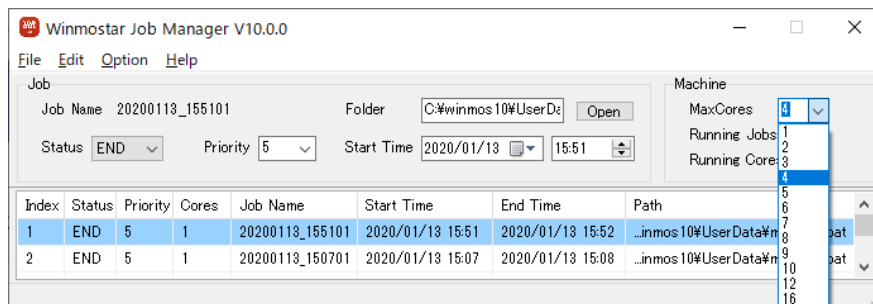 Winmostar Job Manager V10.0.0
File Edit Option Help
Job
Machine
Job Name 20200113_155101 Folder C:¥winmos10¥UserDa Open MaxCores 4
Status END Priority 5 Start Time 2020/01/13 15:51
Running Jobs
Running Core
1
2
3
4
5
6
7
8
9
10
12
16
Index Status Priority Cores Job Name Start Time End Time Path
1 END 5 1 20200113_155101 2020/01/13 15:51 2020/01/13 15:52 ...inmos10¥UserData¥m bat
2 END 5 1 20200113_150701 2020/01/13 15:07 2020/01/13 15:08 ...inmos10¥UserData¥m bat